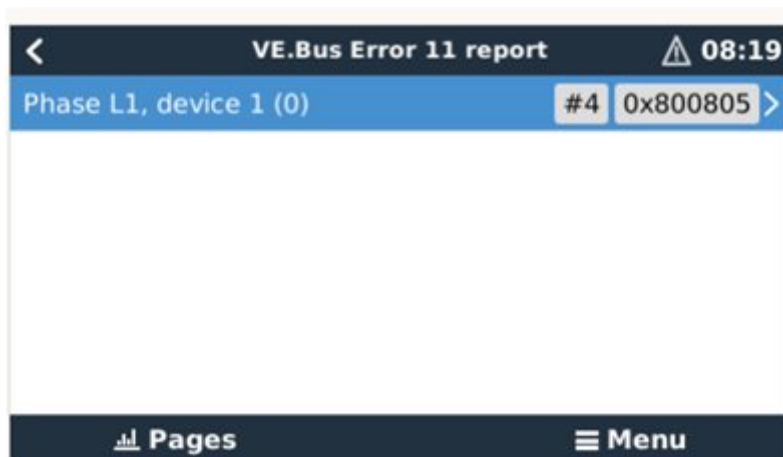 VE.Bus Error 11 report 08:19
Phase L1, device 1 (0) #4 0x800805
Pages Menu